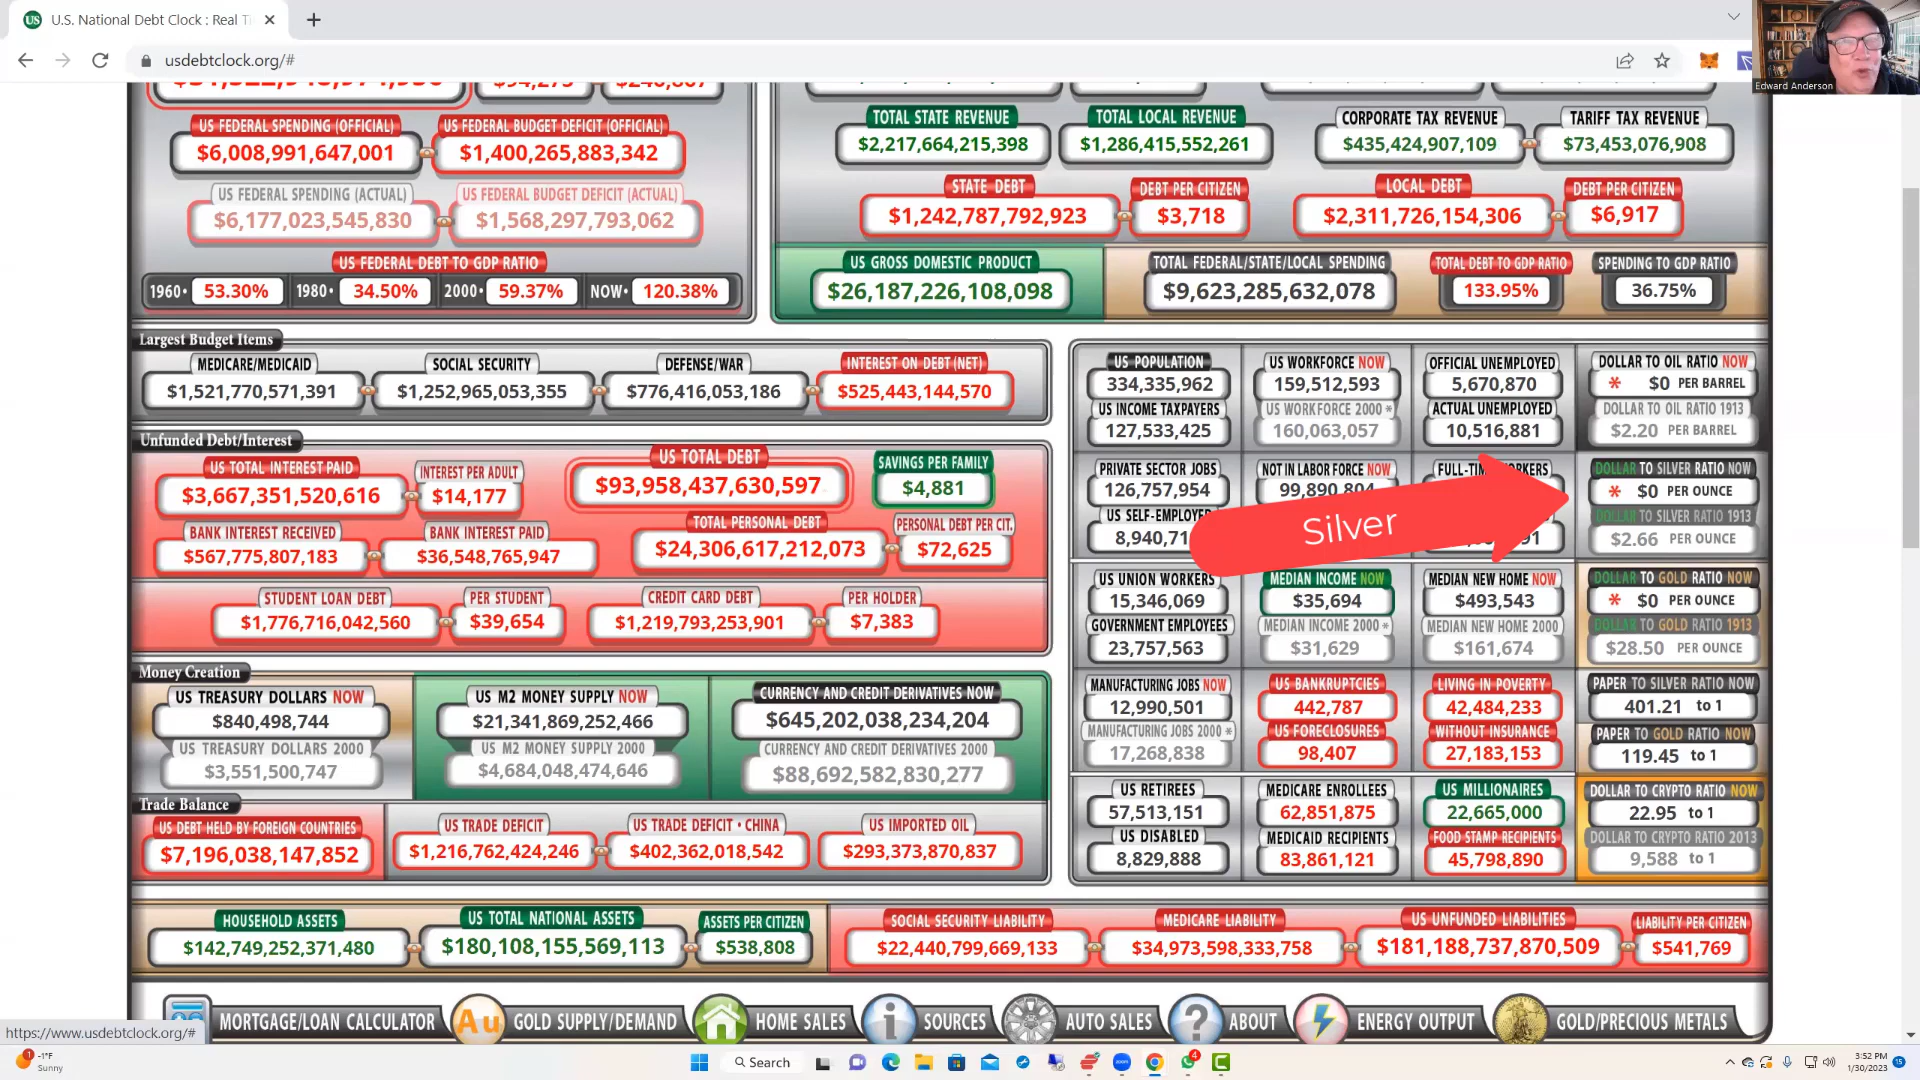 U.S. National Debt Clock : Real Ti
usdebtclock.org/#
Edward Anderson
US FEDERAL SPENDING (OFFICIAL)
$6,008,991,647,001
US FEDERAL BUDGET DEFICIT (OFFICIAL)
$1,400,265,883,342
US FEDERAL SPENDING (ACTUAL)
$6,177,023,545,830
US FEDERAL BUDGET DEFICIT (ACTUAL)
$1,568,297,793,062
US FEDERAL DEBT TO GDP RATIO
1960• 53.30% 1980• 34.50% 2000• 59.37% NOW• 120.38%
TOTAL STATE REVENUE
$2,217,664,215,398
TOTAL LOCAL REVENUE
$1,286,415,552,261
CORPORATE TAX REVENUE
$435,424,907,109
TARIFF TAX REVENUE
$73,453,076,908
STATE DEBT
$1,242,787,792,923
DEBT PER CITIZEN
$3,718
LOCAL DEBT
$2,311,726,154,306
DEBT PER CITIZEN
$6,917
US GROSS DOMESTIC PRODUCT
$26,187,226,108,098
TOTAL FEDERAL/STATE/LOCAL SPENDING
$9,623,285,632,078
TOTAL DEBT TO GDP RATIO
133.95%
SPENDING TO GDP RATIO
36.75%
Largest Budget Items
MEDICARE/MEDICAID
$1,521,770,571,391
SOCIAL SECURITY
$1,252,965,053,355
DEFENSE/WAR
$776,416,053,186
INTEREST ON DEBT (NET)
$525,443,144,570
Unfunded Debt/Interest
US TOTAL INTEREST PAID
$3,667,351,520,616
INTEREST PER ADULT
$14,177
US TOTAL DEBT
$93,958,437,630,597
SAVINGS PER FAMILY
$4,881
BANK INTEREST RECEIVED
$567,775,807,183
BANK INTEREST PAID
$36,548,765,947
TOTAL PERSONAL DEBT
$24,306,617,212,073
PERSONAL DEBT PER CIT.
$72,625
STUDENT LOAN DEBT
$1,776,716,042,560
PER STUDENT
$39,654
CREDIT CARD DEBT
$1,219,793,253,901
PER HOLDER
$7,383
Money Creation
US TREASURY DOLLARS NOW
$840,498,744
US TREASURY DOLLARS 2000
$3,551,500,747
US M2 MONEY SUPPLY NOW
$21,341,869,252,466
US M2 MONEY SUPPLY 2000
$4,684,048,474,646
CURRENCY AND CREDIT DERIVATIVES NOW
$645,202,038,234,204
CURRENCY AND CREDIT DERIVATIVES 2000
$88,692,582,830,277
Trade Balance
US DEBT HELD BY FOREIGN COUNTRIES
$7,196,038,147,852
US TRADE DEFICIT
$1,216,762,424,246
US TRADE DEFICIT • CHINA
$402,362,018,542
US IMPORTED OIL
$293,373,870,837
US POPULATION
334,335,962
US INCOME TAXPAYERS
127,533,425
US WORKFORCE NOW
159,512,593
US WORKFORCE 2000 *
160,063,057
OFFICIAL UNEMPLOYED
5,670,870
ACTUAL UNEMPLOYED
10,516,881
DOLLAR TO OIL RATIO NOW
* $0 PER BARREL
DOLLAR TO OIL RATIO 1913
$2.20 PER BARREL
PRIVATE SECTOR JOBS
126,757,954
US SELF-EMPLOYE
8,940,71
NOT IN LABOR FORCE NOW
99,890,804
Silver
DOLLAR TO SILVER RATIO NOW
* $0 PER OUNCE
DOLLAR TO SILVER RATIO 1913
$2.66 PER OUNCE
US UNION WORKERS
15,346,069
GOVERNMENT EMPLOYEES
23,757,563
MEDIAN INCOME NOW
$35,694
MEDIAN INCOME 2000 *
$31,629
MEDIAN NEW HOME NOW
$493,543
MEDIAN NEW HOME 2000
$161,674
DOLLAR TO GOLD RATIO NOW
* $0 PER OUNCE
DOLLAR TO GOLD RATIO 1913
$28.50 PER OUNCE
MANUFACTURING JOBS NOW
12,990,501
MANUFACTURING JOBS 2000 *
17,268,838
US BANKRUPTCIES
442,787
US FORECLOSURES
98,407
LIVING IN POVERTY
42,484,233
WITHOUT INSURANCE
27,183,153
PAPER TO SILVER RATIO NOW
401.21 to 1
PAPER TO GOLD RATIO NOW
119.45 to 1
US RETIREES
57,513,151
US DISABLED
8,829,888
MEDICARE ENROLLEES
62,851,875
MEDICAID RECIPIENTS
83,861,121
US MILLIONAIRES
22,665,000
FOOD STAMP RECIPIENTS
45,798,890
DOLLAR TO CRYPTO RATIO NOW
22.95 to 1
DOLLAR TO CRYPTO RATIO 2013
9,588 to 1
HOUSEHOLD ASSETS
$142,749,252,371,480
US TOTAL NATIONAL ASSETS
$180,108,155,569,113
ASSETS PER CITIZEN
$538,808
SOCIAL SECURITY LIABILITY
$22,440,799,669,133
MEDICARE LIABILITY
$34,973,598,333,758
US UNFUNDED LIABILITIES
$181,188,737,870,509
LIABILITY PER CITIZEN
$541,769
MORTGAGE/LOAN CALCULATOR
Au GOLD SUPPLY/DEMAND
HOME SALES
SOURCES
AUTO SALES
ABOUT
ENERGY OUTPUT
GOLD/PRECIOUS METALS
https://www.usdebtclock.org/#
-1°F
Sunny
Search
3:52 PM
1/30/2023